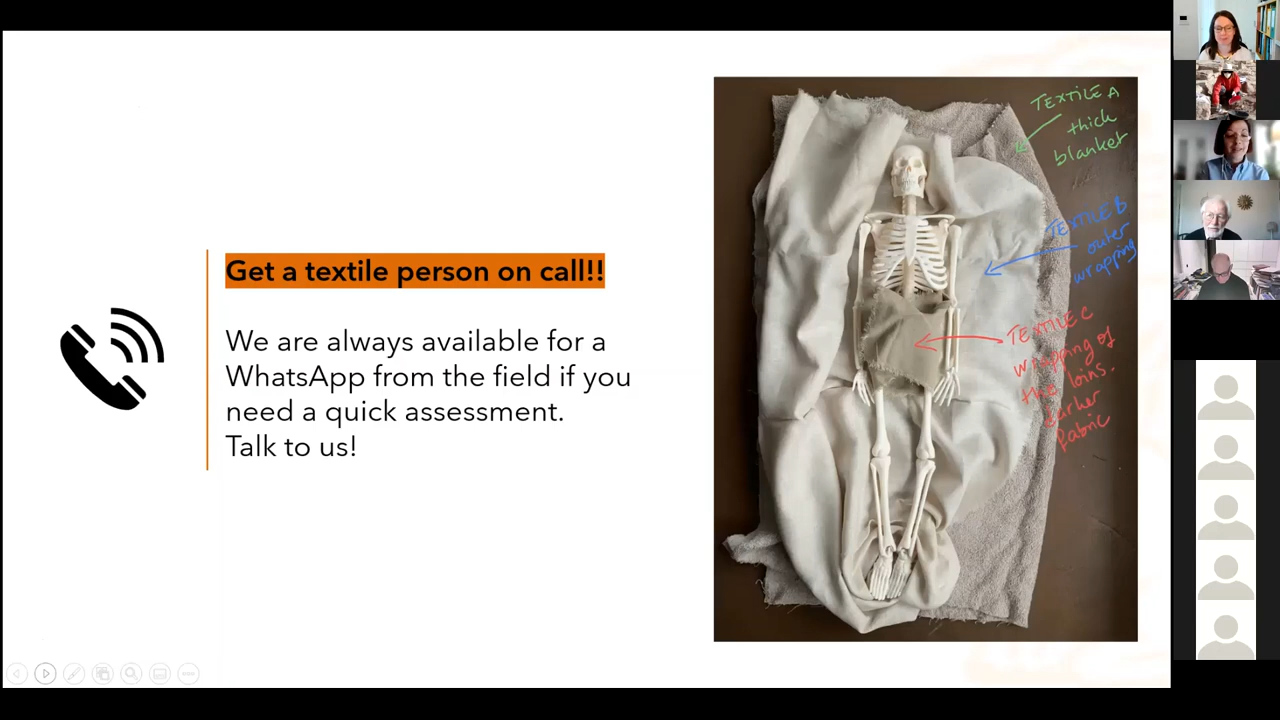 Get a textile person on call!!
We are always available for a
WhatsApp from the field if you
need a quick assessment.
Talk to us!
TEXTILE A
thick
blanket
TEXTILE B
outer
wrapping
TEXTILE C
wrapping of
the loins.
darker
fabric